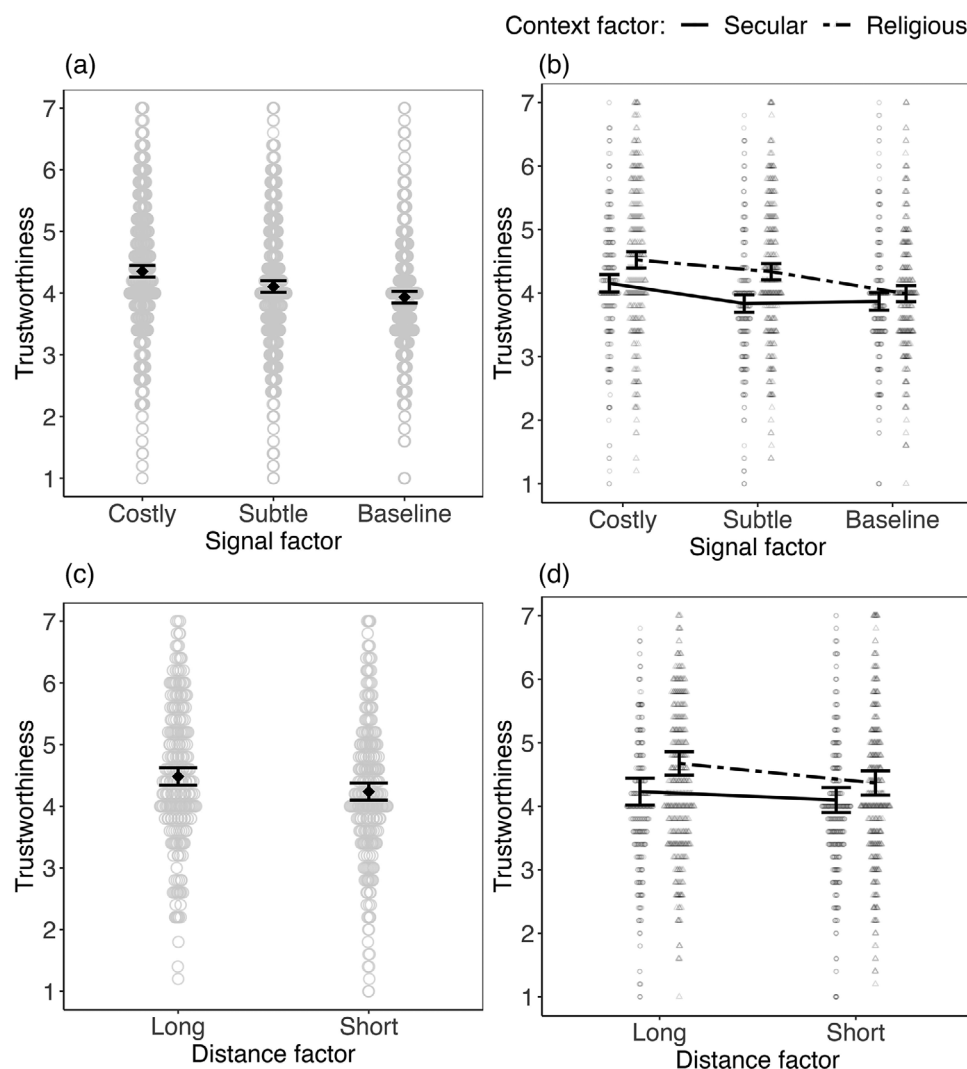 Context factor: Secular Religious
(a)
(b)
7
6
5
4
3
2
1
Trustworthiness
Costly Subtle Baseline
Signal factor
7
6
5
4
3
2
1
Trustworthiness
Costly Subtle Baseline
Signal factor
(c)
(d)
7
6
5
4
3
2
1
Trustworthiness
Long Short
Distance factor
7
6
5
4
3
2
1
Trustworthiness
Long Short
Distance factor